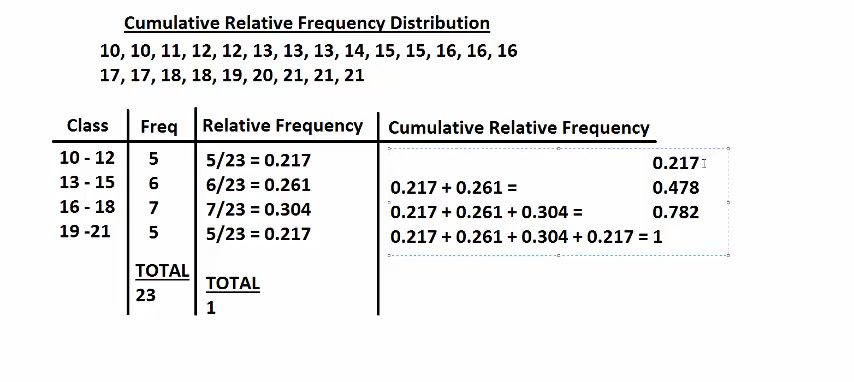 Cumulative Relative Frequency Distribution
10, 10, 11, 12, 12, 13, 13, 13, 14, 15, 15, 16, 16, 16
17, 17, 18, 18, 19, 20, 21, 21, 21
Class Freq Relative Frequency Cumulative Relative Frequency
10 - 12 5 5/23 = 0.217 0.217
13 - 15 6 6/23 = 0.261 0.217 + 0.261 = 0.478
16 - 18 7 7/23 = 0.304 0.217 + 0.261 + 0.304 = 0.782
19 -21 5 5/23 = 0.217 0.217 + 0.261 + 0.304 + 0.217 = 1
TOTAL TOTAL
23 1